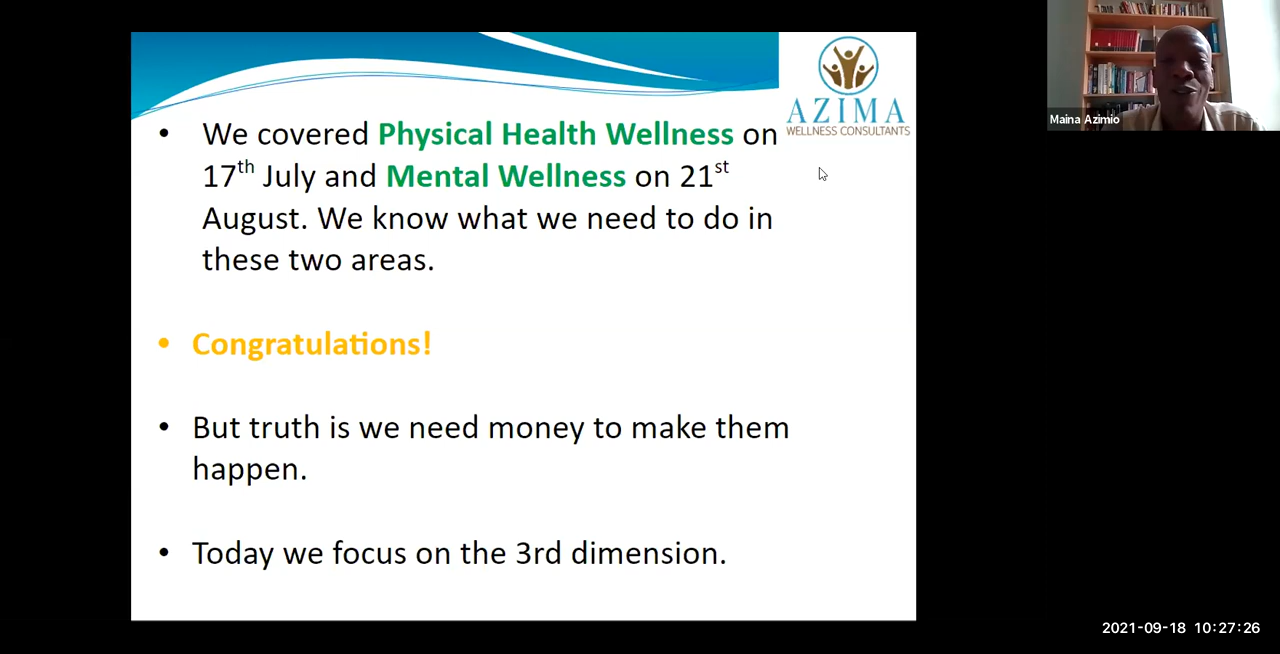 AZIMA
WELLNESS CONSULTANTS
• We covered Physical Health Wellness on
17th July and Mental Wellness on 21st
August. We know what we need to do in
these two areas.
• Congratulations!
• But truth is we need money to make them
happen.
• Today we focus on the 3rd dimension.
Maina Azimio
2021-09-18 10:27:26